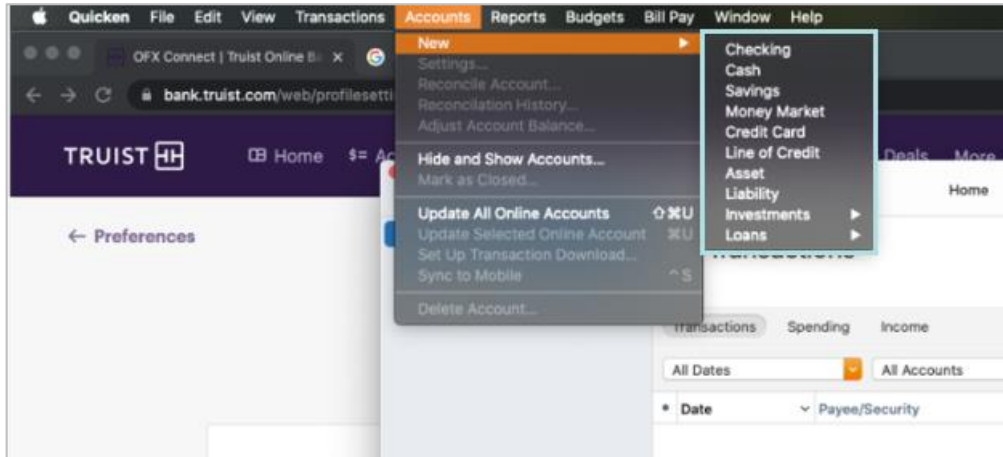 Quicken File Edit View Transactions Accounts Reports Budgets Bill Pay Window Help
OFX Connect | Truist Online Ba × G
bank.truist.com/web/profilesetti
TRUIST Home $= Ac
Deals More
← Preferences
New
Settings...
Reconcile Account...
Reconciliation History...
Adjust Account Balance...
Hide and Show Accounts...
Mark as Closed...
Update All Online Accounts ⇧⌘U
Update Selected Online Account ⌘U
Set Up Transaction Download...
Sync to Mobile ^S
Delete Account...
Checking
Cash
Savings
Money Market
Credit Card
Line of Credit
Asset
Liability
Investments
Loans
Home
Transactions
Transactions Spending Income
All Dates All Accounts
* Date Payee/Security